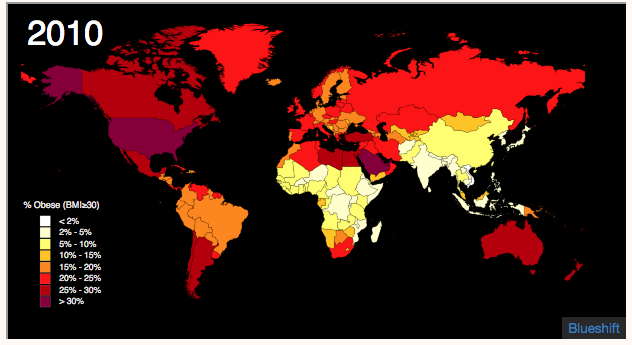 2010
% Obese (BMI≥30)
< 2%
2% - 5%
5% - 10%
10% - 15%
15% - 20%
20% - 25%
25% - 30%
> 30%
Blueshift